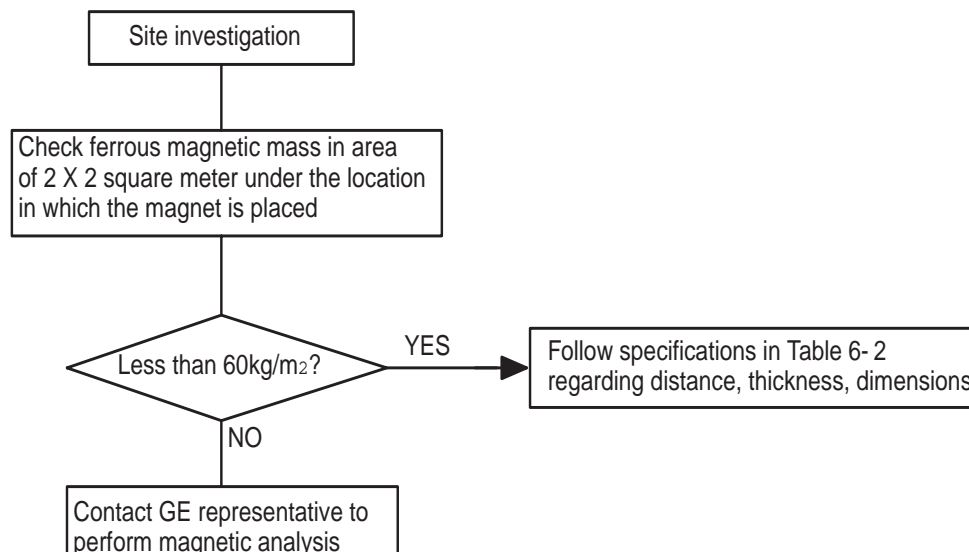 Site investigation
Check ferrous magnetic mass in area
of 2 X 2 square meter under the location
in which the magnet is placed
Less than 60kg/m2?
YES
Follow specifications in Table 6- 2
regarding distance, thickness, dimensions
NO
Contact GE representative to
perform magnetic analysis